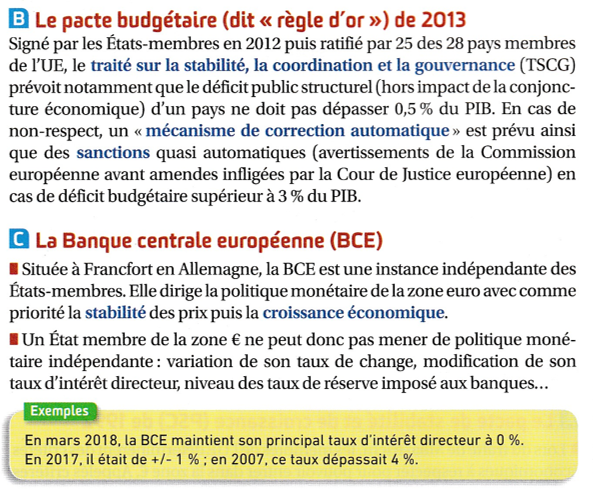 B Le pacte budgétaire (dit « règle d'or ») de 2013
Signé par les États-membres en 2012 puis ratifié par 25 des 28 pays membres
de l'UE, le traité sur la stabilité, la coordination et la gouvernance (TSCG)
prévoit notamment que le déficit public structurel (hors impact de la conjonc-
ture économique) d'un pays ne doit pas dépasser 0,5 % du PIB. En cas de
non-respect, un « mécanisme de correction automatique » est prévu ainsi
que des sanctions quasi automatiques (avertissements de la Commission
européenne avant amendes infligées par la Cour de Justice européenne) en
cas de déficit budgétaire supérieur à 3 % du PIB.
C La Banque centrale européenne (BCE)
Située à Francfort en Allemagne, la BCE est une instance indépendante des
États-membres. Elle dirige la politique monétaire de la zone euro avec comme
priorité la stabilité des prix puis la croissance économique.
Un État membre de la zone € ne peut donc pas mener de politique moné-
taire indépendante : variation de son taux de change, modification de son
taux d'intérêt directeur, niveau des taux de réserve imposé aux banques…
Exemples
En mars 2018, la BCE maintient son principal taux d'intérêt directeur à 0 %.
En 2017, il était de +/- 1 % ; en 2007, ce taux dépassait 4 %.